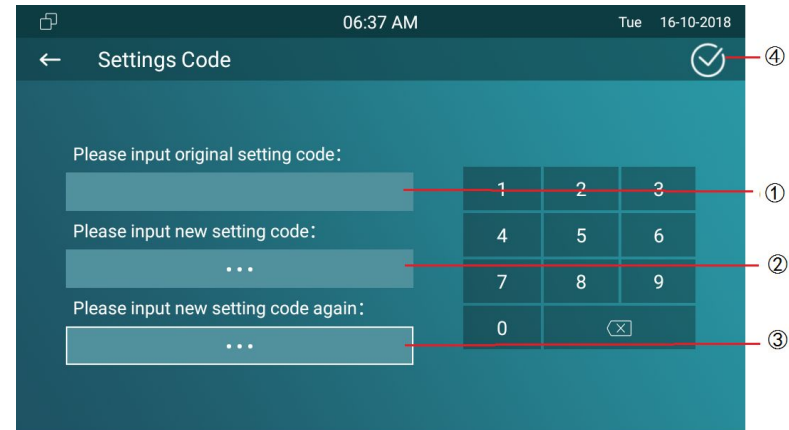 06:37 AM Tue 16-10-2018
Settings Code ④
Please input original setting code:
1 2 3 ①
Please input new setting code:
4 5 6
••• ②
7 8 9
Please input new setting code again:
0
••• ③